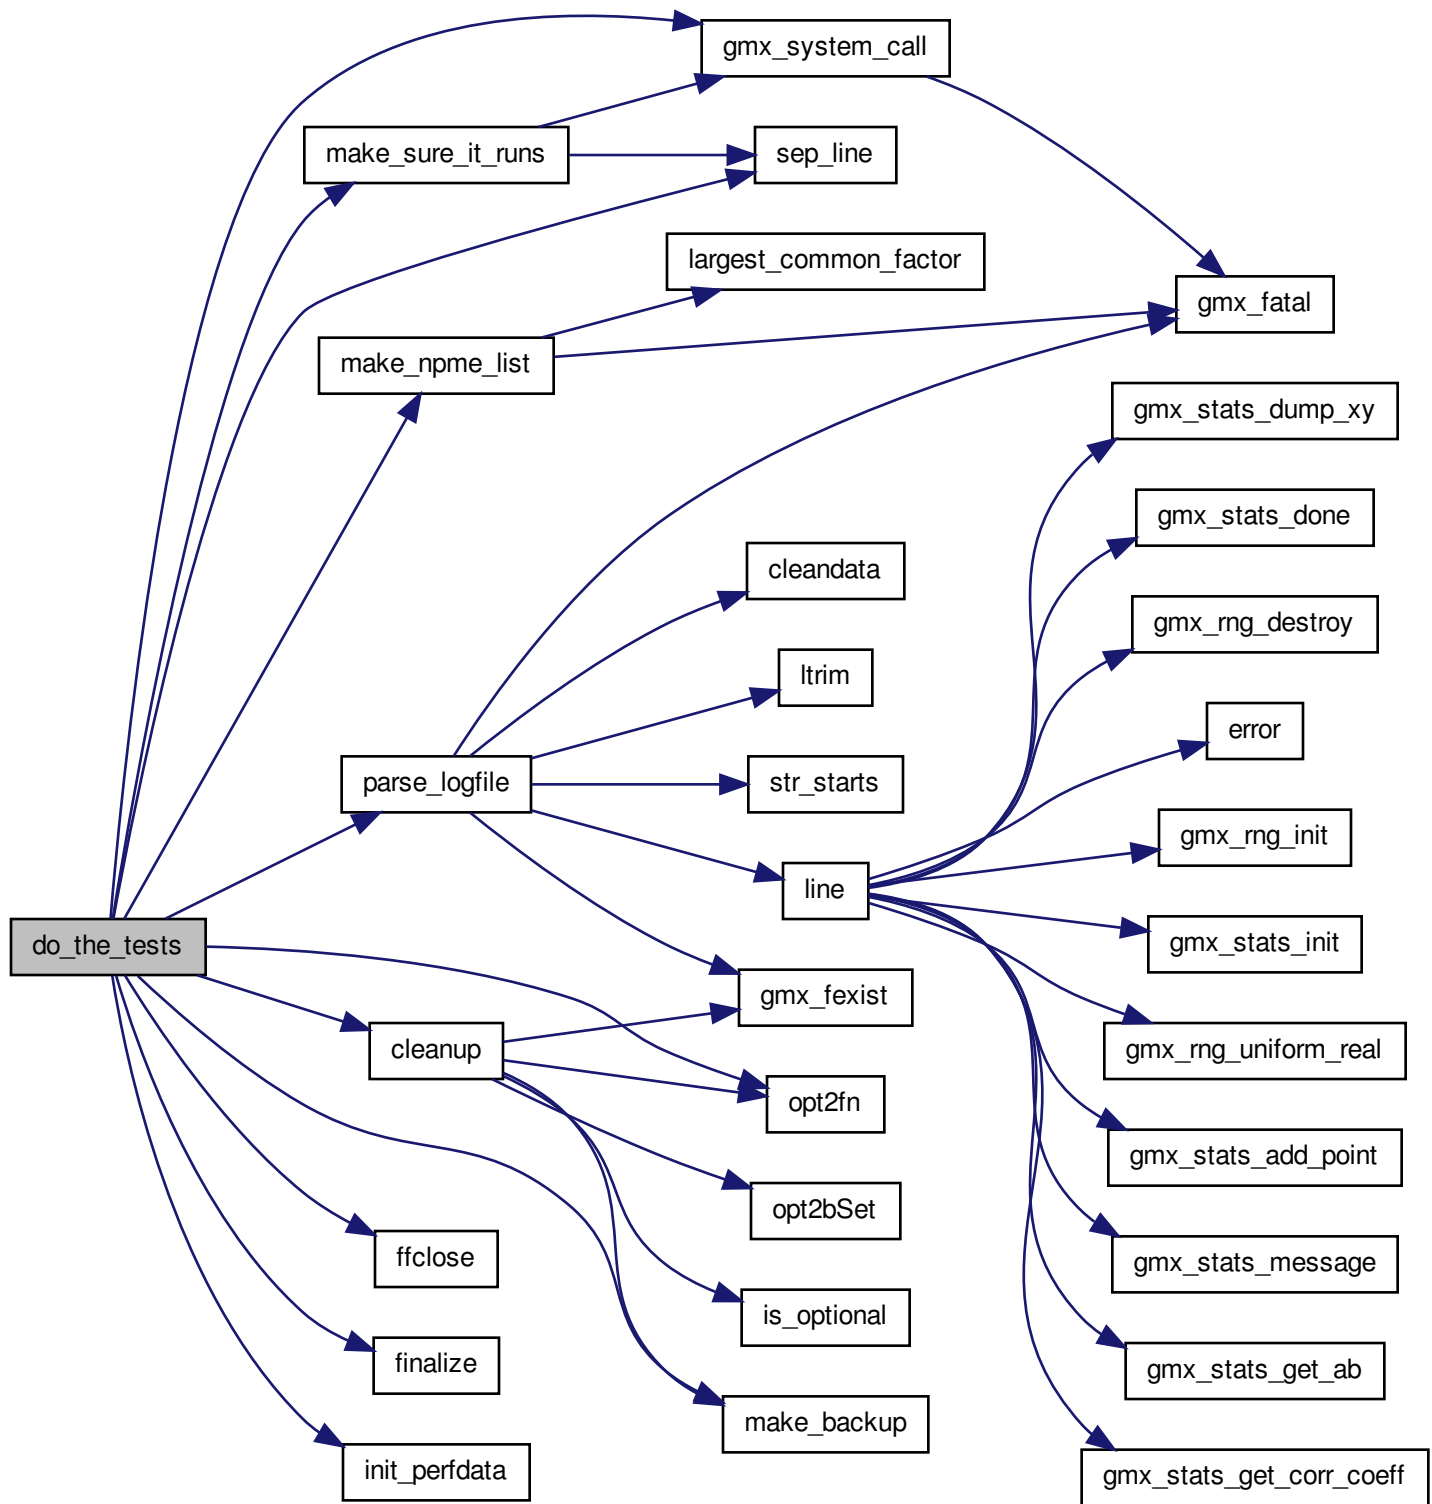 gmx_system_call
make_sure_it_runs
sep_line
largest_common_factor
gmx_fatal
make_npme_list
gmx_stats_dump_xy
gmx_stats_done
cleandata
gmx_rng_destroy
ltrim
error
parse_logfile
str_starts
gmx_rng_init
line
gmx_stats_init
do_the_tests
gmx_fexist
cleanup
gmx_rng_uniform_real
opt2fn
gmx_stats_add_point
opt2bSet
ffclose
gmx_stats_message
is_optional
finalize
gmx_stats_get_ab
make_backup
init_perfdata
gmx_stats_get_corr_coeff